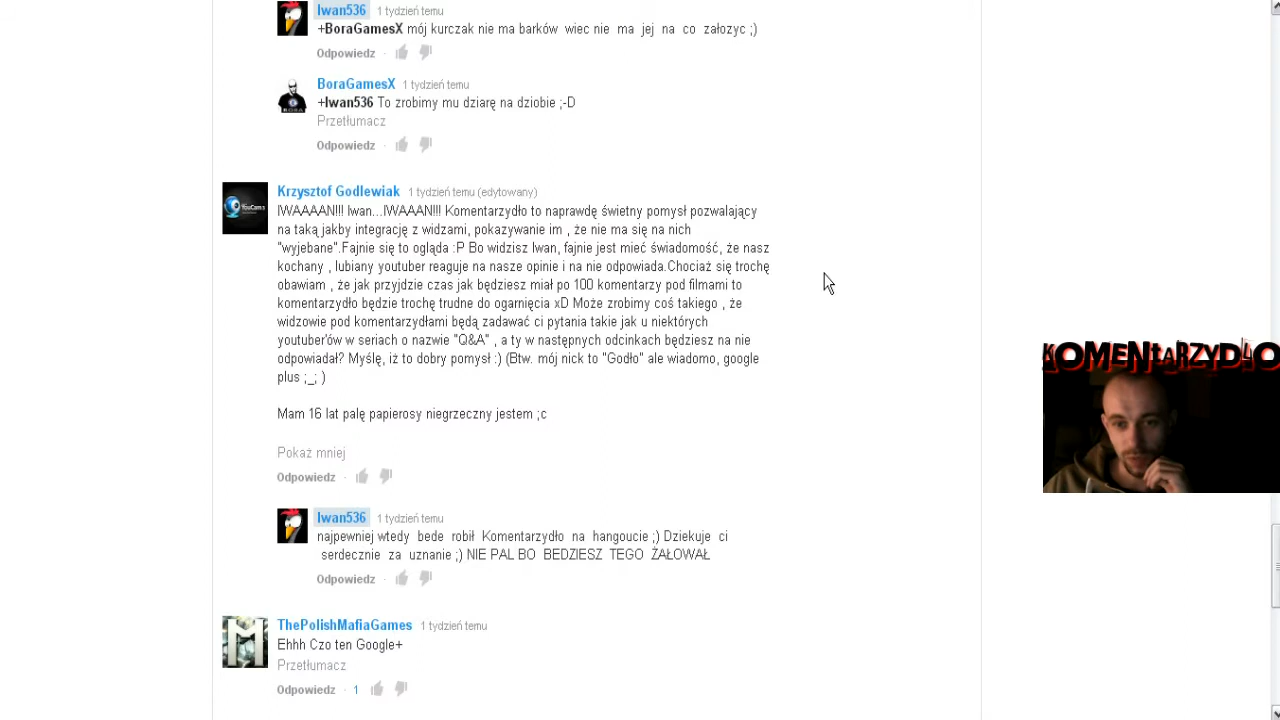 Iwan536 1 tydzień temu
+BoraGamesX mój kurczak nie ma barków wiec nie ma jej na co załozyc ;)
Odpowiedz
BoraGamesX 1 tydzień temu
+Iwan536 To zrobimy mu dziarę na dziobie ;-D
Przetłumacz
Odpowiedz
Krzysztof Godlewiak 1 tydzień temu (edytowany)
IWAAAAN!!! Iwan...IWAAAN!!! Komentarzydło to naprawdę świetny pomysł pozwalający
na taką jakby integrację z widzami, pokazywanie im , że nie ma się na nich
"wyjebane".Fajnie się to ogląda :P Bo widzisz Iwan, fajnie jest mieć świadomość, że nasz
kochany , lubiany youtuber reaguje na nasze opinie i na nie odpowiada.Chociaż się trochę
obawiam , że jak przyjdzie czas jak będziesz miał po 100 komentarzy pod filmami to
komentarzydło będzie trochę trudne do ogarnięcia xD Może zrobimy coś takiego , że
widzowie pod komentarzydłami będą zadawać ci pytania takie jak u niektórych
youtuber'ów w seriach o nazwie "Q&A" , a ty w następnych odcinkach będziesz na nie
odpowiadał? Myślę, iż to dobry pomysł :) (Btw. mój nick to "Godło" ale wiadomo, google
plus ;_; )
Mam 16 lat palę papierosy niegrzeczny jestem ;c
Pokaż mniej
Odpowiedz
KOMENTARZYDŁO
Iwan536 1 tydzień temu
najpewniej wtedy bede robił Komentarzydło na hangoucie ;) Dziekuje ci
serdecznie za uznanie ;) NIE PAL BO BEDZIESZ TEGO ŻAŁOWAŁ
Odpowiedz
ThePolishMafiaGames 1 tydzień temu
Ehhh Czo ten Google+
Przetłumacz
Odpowiedz · 1